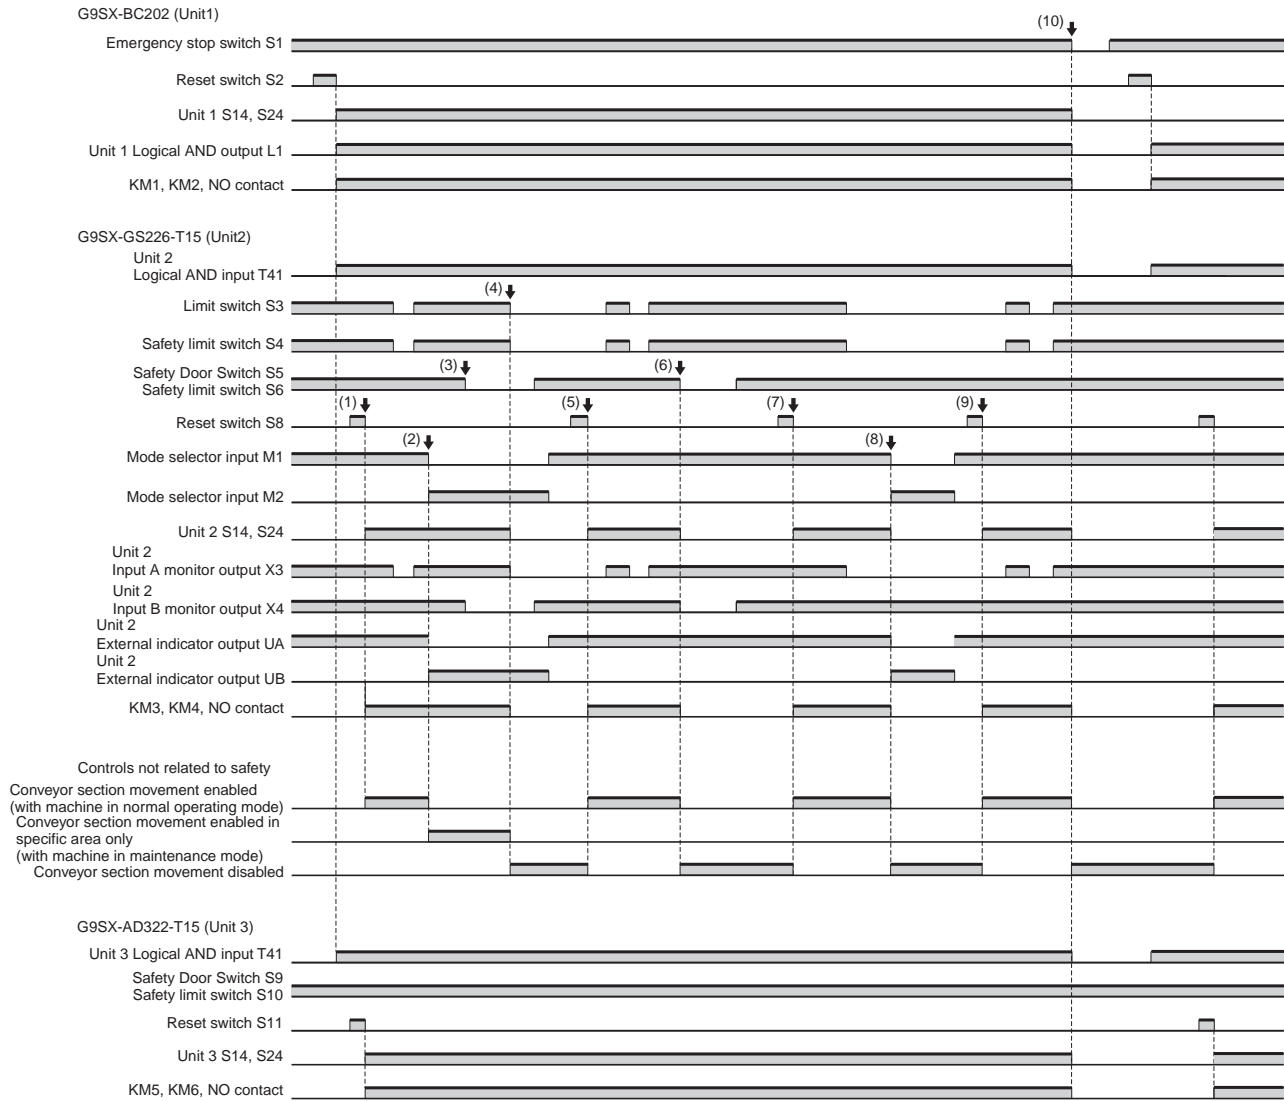 G9SX-BC202 (Unit1)
(10)
Emergency stop switch S1
Reset switch S2
Unit 1 S14, S24
Unit 1 Logical AND output L1
KM1, KM2, NO contact
G9SX-GS226-T15 (Unit2)
Unit 2
Logical AND input T41
(4)
Limit switch S3
Safety limit switch S4
(3)
(6)
Safety Door Switch S5
Safety limit switch S6
(1)
(5)
(7)
(9)
Reset switch S8
(2)
(8)
Mode selector input M1
Mode selector input M2
Unit 2 S14, S24
Unit 2
Input A monitor output X3
Unit 2
Input B monitor output X4
Unit 2
External indicator output UA
Unit 2
External indicator output UB
KM3, KM4, NO contact
Controls not related to safety
Conveyor section movement enabled
(with machine in normal operating mode)
Conveyor section movement enabled in
specific area only
(with machine in maintenance mode)
Conveyor section movement disabled
G9SX-AD322-T15 (Unit 3)
Unit 3 Logical AND input T41
Safety Door Switch S9
Safety limit switch S10
Reset switch S11
Unit 3 S14, S24
KM5, KM6, NO contact